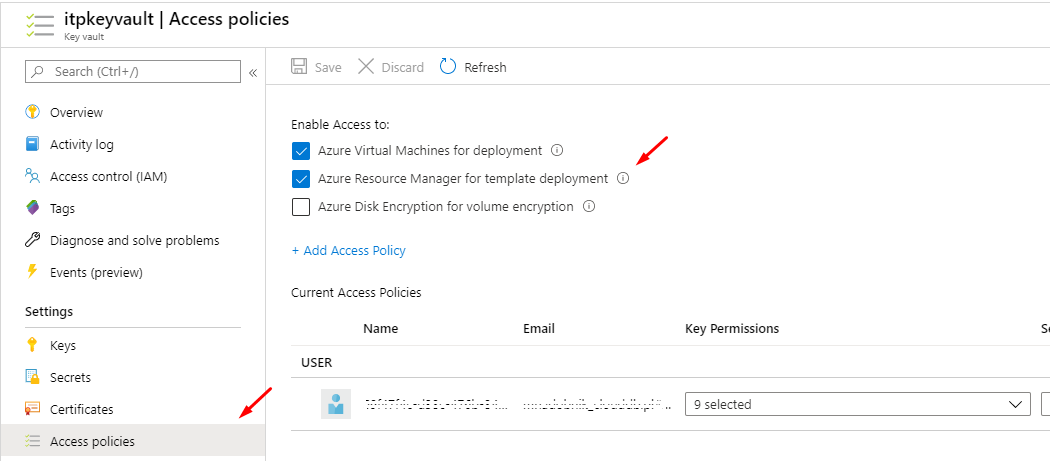 itpkeyvault | Access policies
Key vault
Search (Ctrl+/)
«
Save Discard Refresh
Overview
Activity log
Access control (IAM)
Tags
Diagnose and solve problems
Events (preview)
Settings
Keys
Secrets
Certificates
Access policies
Enable Access to:
Azure Virtual Machines for deployment
Azure Resource Manager for template deployment
Azure Disk Encryption for volume encryption
+ Add Access Policy
Current Access Policies
Name Email Key Permissions
USER
9 selected